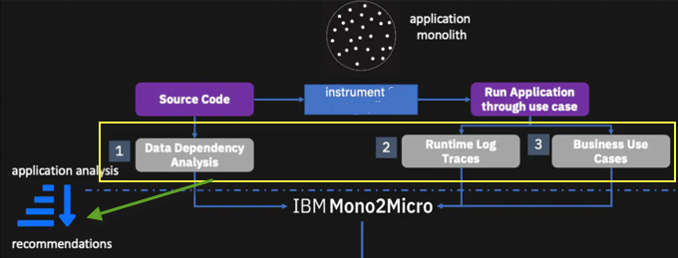 application
monolith
Source Code
instrument
Run Application
through use case
1
Data Dependency
Analysis
2
Runtime Log
Traces
3
Business Use
Cases
application analysis
IBM Mono2Micro
recommendations